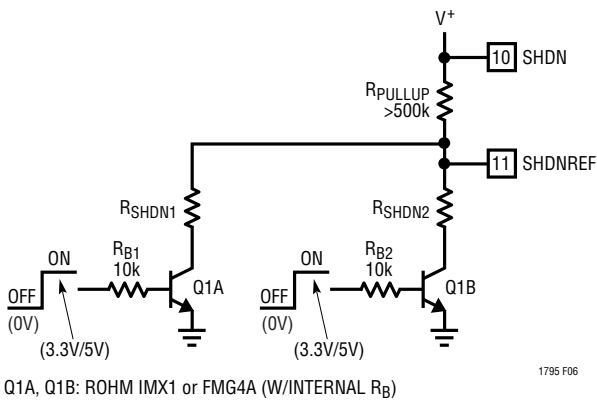 V+
10 SHDN
RPULLUP
>500k
11 SHDNREF
RSHDN1
RSHDN2
ON
RB1
10k
Q1A
OFF
(0V)
(3.3V/5V)
ON
RB2
10k
Q1B
OFF
(0V)
(3.3V/5V)
1795 F06
Q1A, Q1B: ROHM IMX1 or FMG4A (W/INTERNAL RB)